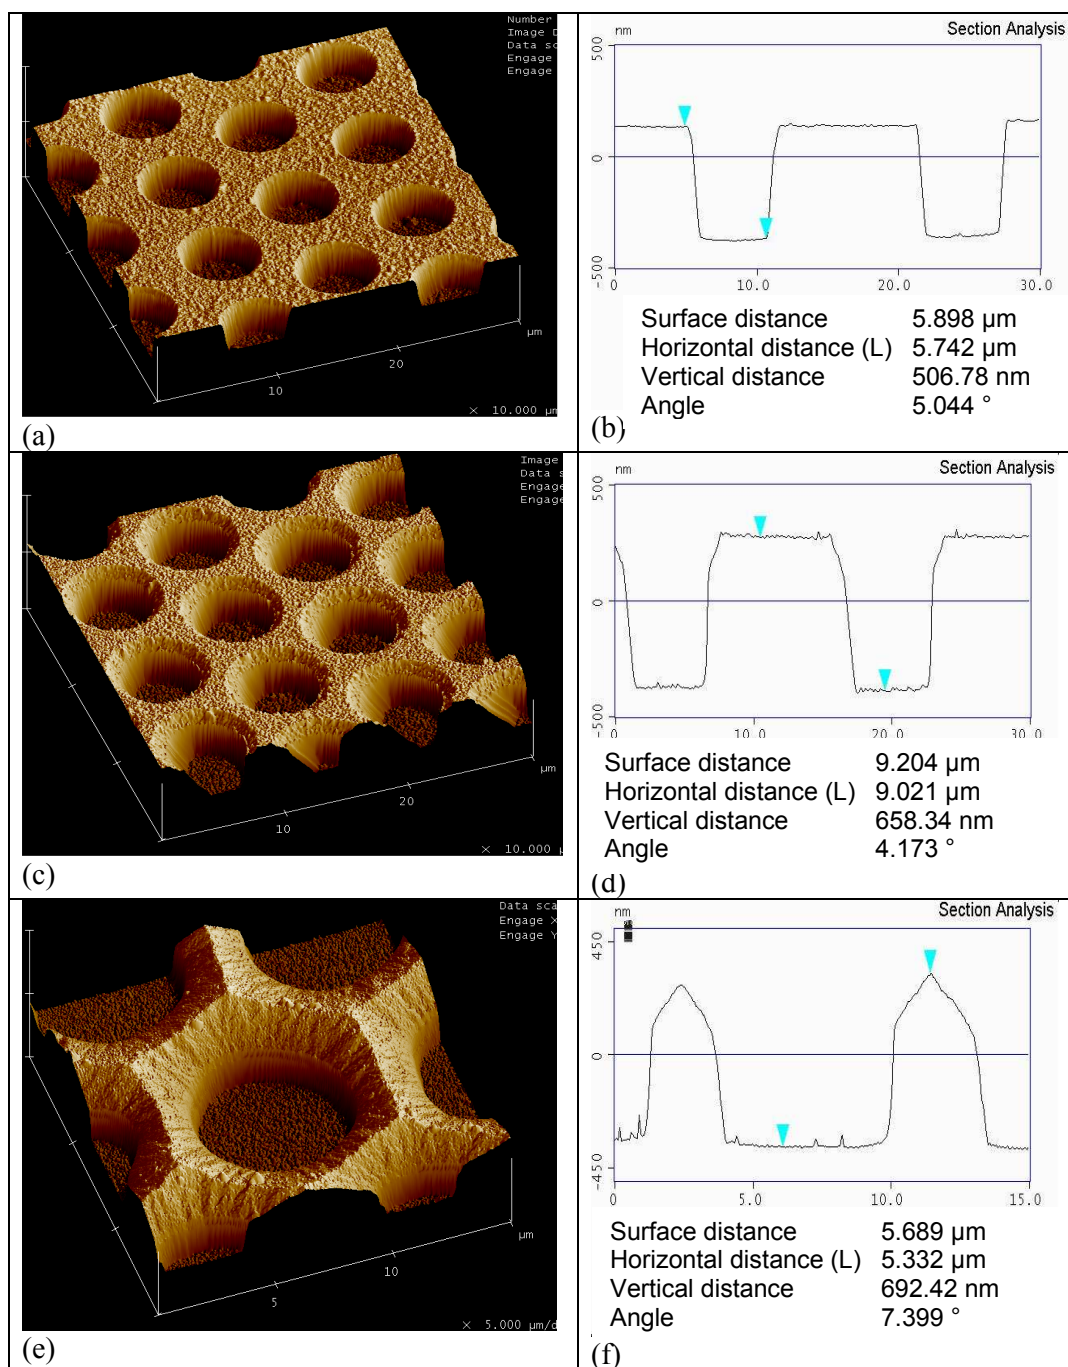 Number
Image D
Data sc
Engage
Engage
20
μm
10
× 10.000 μm
(a)
nm
Section Analysis
500
0
-500
0
10.0
20.0
30.0
Surface distance 5.898 µm
Horizontal distance (L) 5.742 µm
Vertical distance 506.78 nm
Angle 5.044 °
(b)
Image
Data s
Engage
Engage
20
μm
10
× 10.000 μ
(c)
nm
Section Analysis
500
0
-500
0
10.0
20.0
30.0
Surface distance 9.204 µm
Horizontal distance (L) 9.021 µm
Vertical distance 658.34 nm
Angle 4.173 °
(d)
Data sca
Engage X
Engage Y
μm
10
5
× 5.000 μm/d
(e)
nm
Section Analysis
450
0
-450
0
5.0
10.0
15.0
Surface distance 5.689 µm
Horizontal distance (L) 5.332 µm
Vertical distance 692.42 nm
Angle 7.399 °
(f)